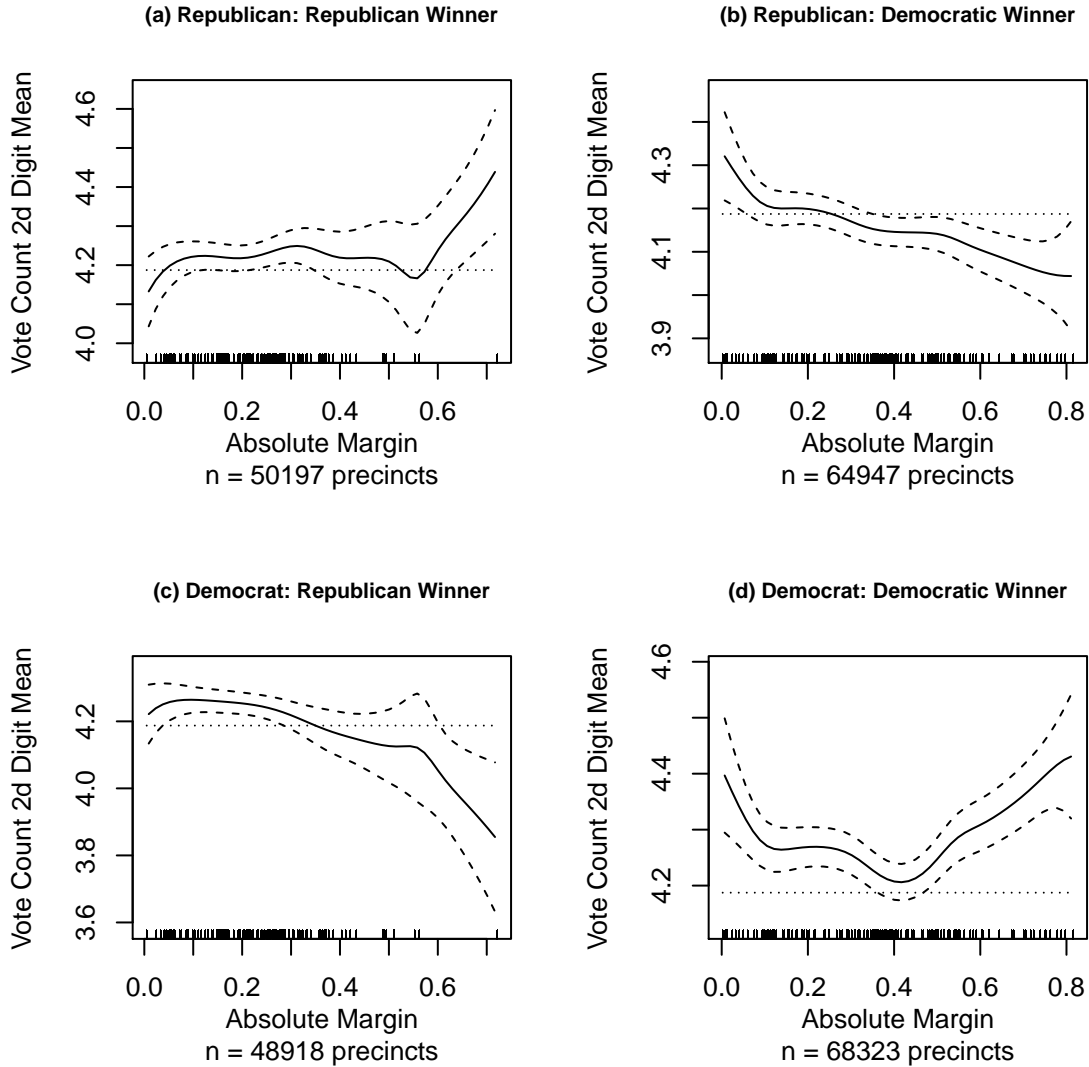 (a) Republican: Republican Winner
Vote Count 2d Digit Mean
4.0
4.2
4.4
4.6
0.0
0.2
0.4
0.6
Absolute Margin
n = 50197 precincts
(b) Republican: Democratic Winner
Vote Count 2d Digit Mean
3.9
4.1
4.3
0.0
0.2
0.4
0.6
0.8
Absolute Margin
n = 64947 precincts
(c) Democrat: Republican Winner
Vote Count 2d Digit Mean
3.6
3.8
4.0
4.2
0.0
0.2
0.4
0.6
Absolute Margin
n = 48918 precincts
(d) Democrat: Democratic Winner
Vote Count 2d Digit Mean
4.2
4.4
4.6
0.0
0.2
0.4
0.6
0.8
Absolute Margin
n = 68323 precincts